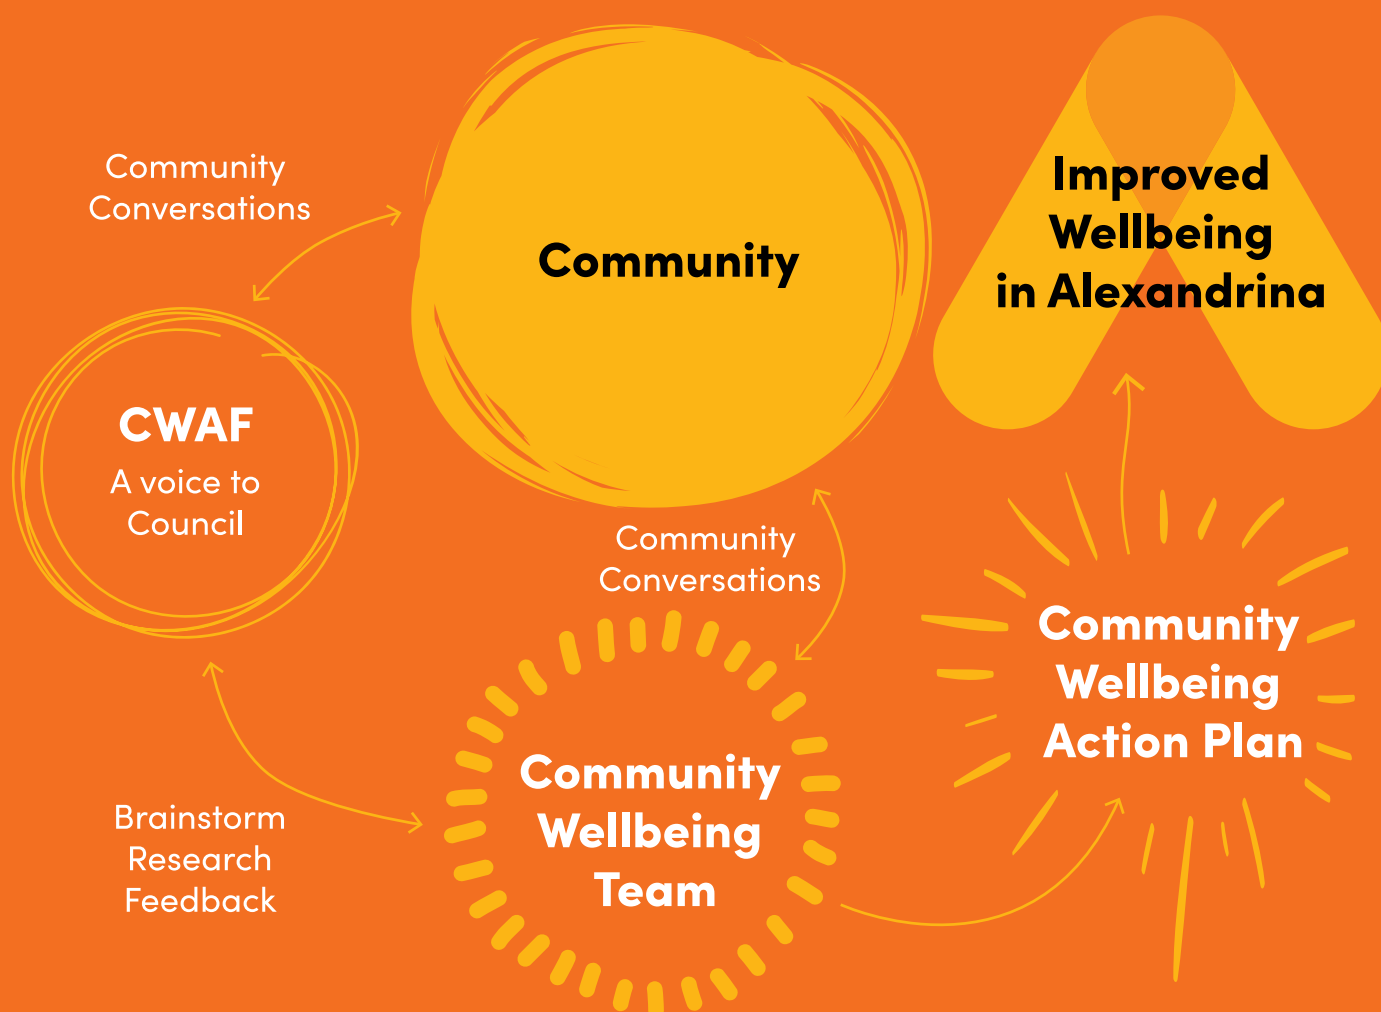 Community
Conversations
Community
Improved
Wellbeing
in Alexandrina
CWAF
A voice to
Council
Community
Conversations
Community
Wellbeing
Action Plan
Community
Wellbeing
Team
Brainstorm
Research
Feedback